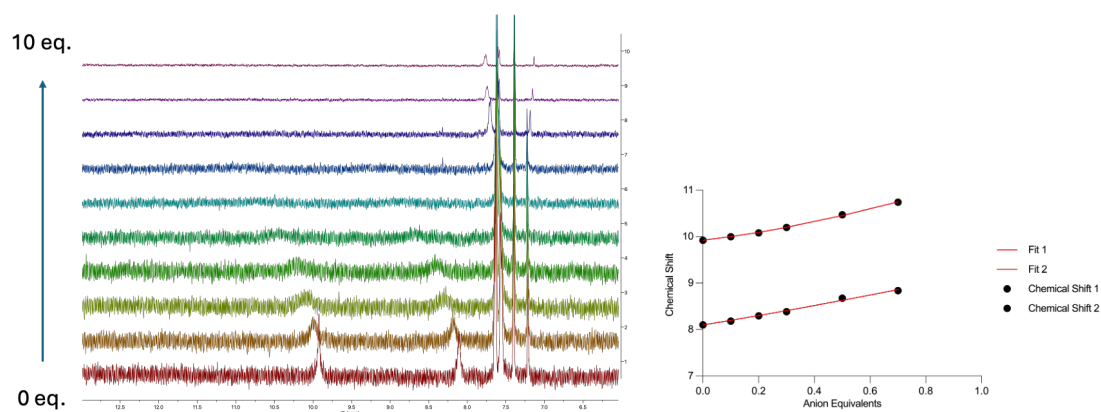 10 eq.
0 eq.
10
9
8
7
6
5
4
3
2
1
12.5 12.0 11.5 11.0 10.5 10.0 9.5 9.0 8.5 8.0 7.5 7.0 6.5
11
10
9
8
7
Chemical Shift
0.0 0.2 0.4 0.6 0.8 1.0
Anion Equivalents
Fit 1
Fit 2
Chemical Shift 1
Chemical Shift 2